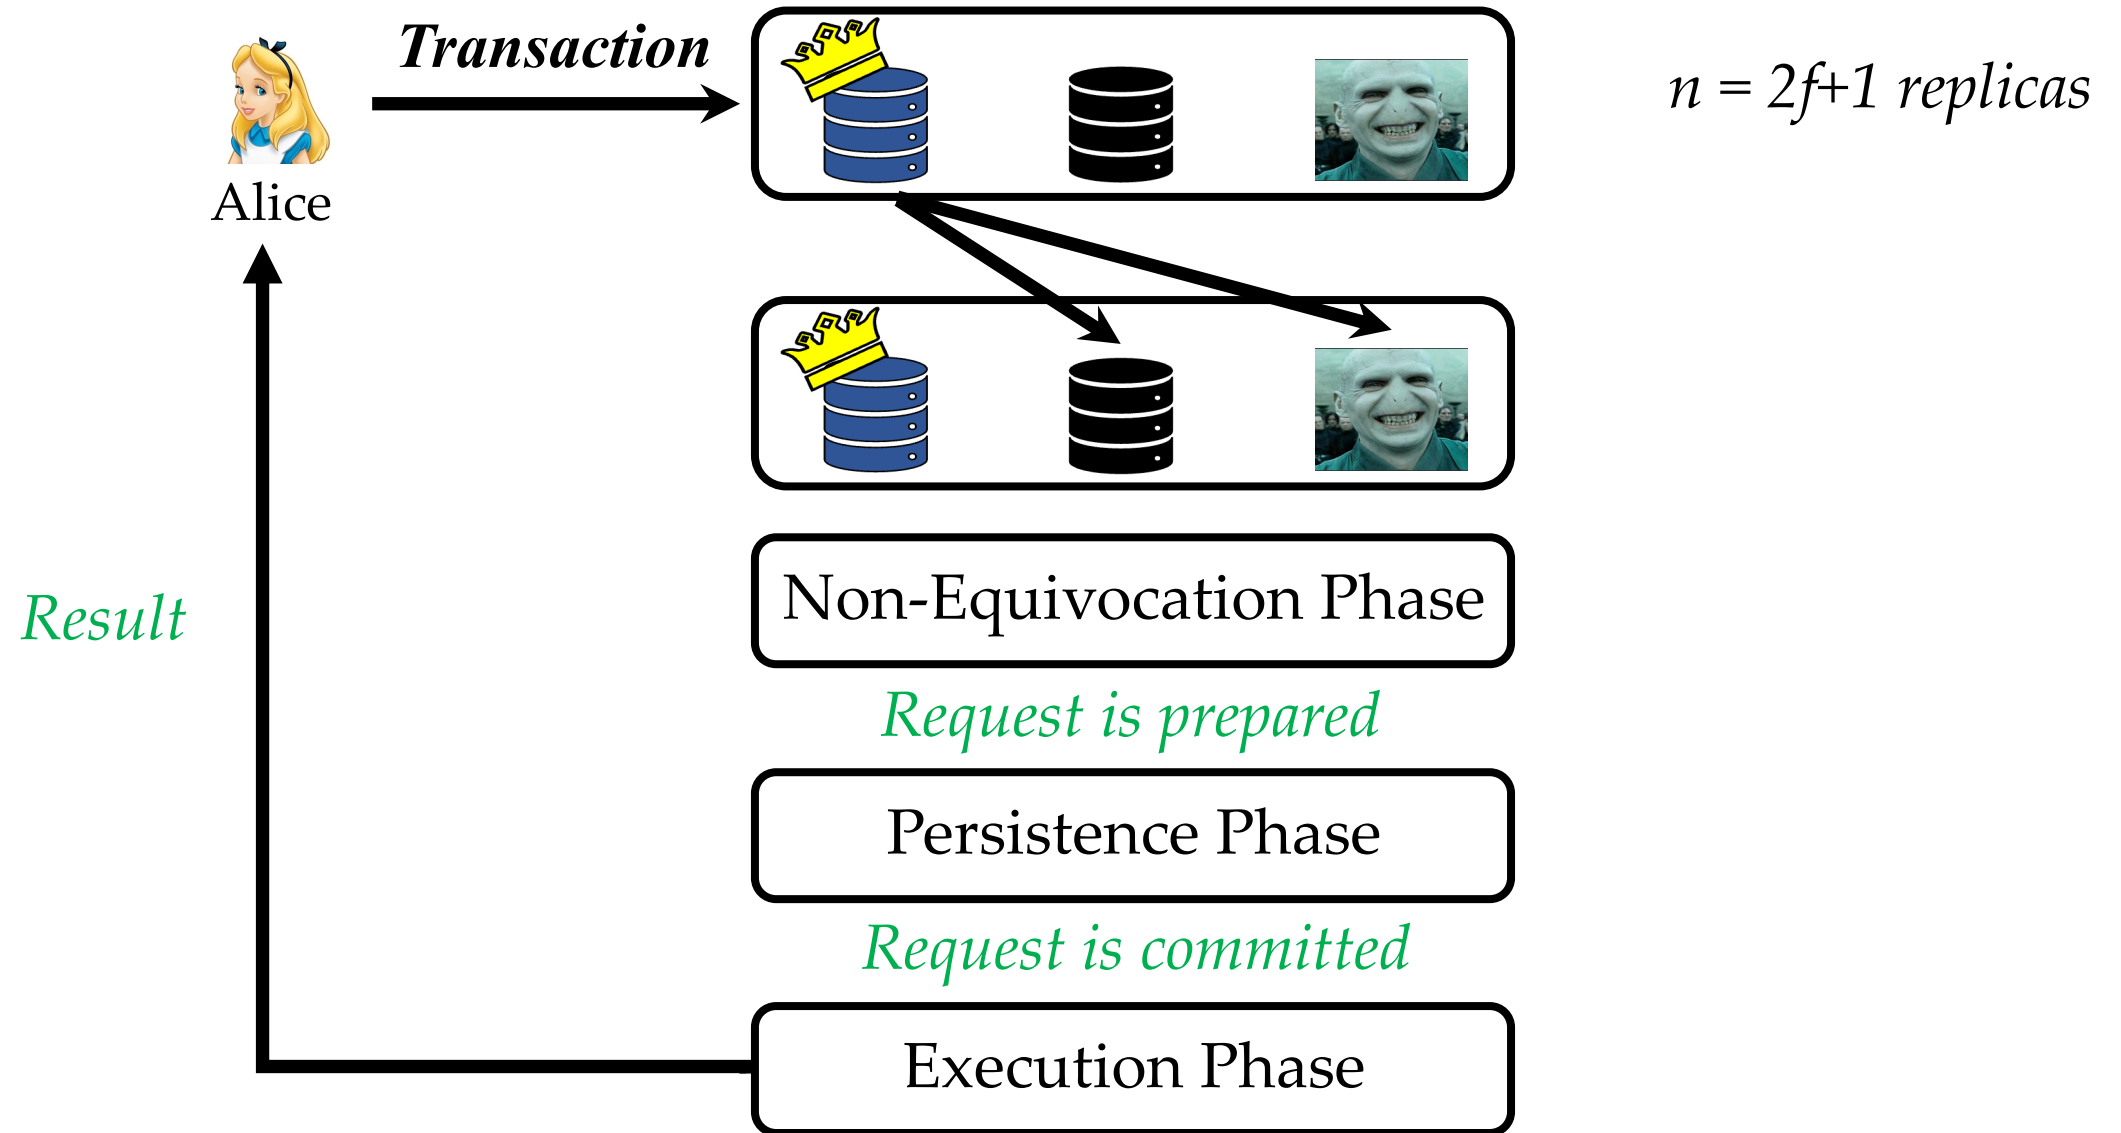 Transaction
n = 2f+1 replicas
Alice
Non-Equivocation Phase
Result
Request is prepared
Persistence Phase
Request is committed
Execution Phase